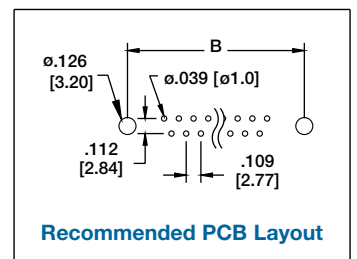 B
ø.126
[3.20]
ø.039 [ø1.0]
.112
[2.84]
.109
[2.77]
Recommended PCB Layout